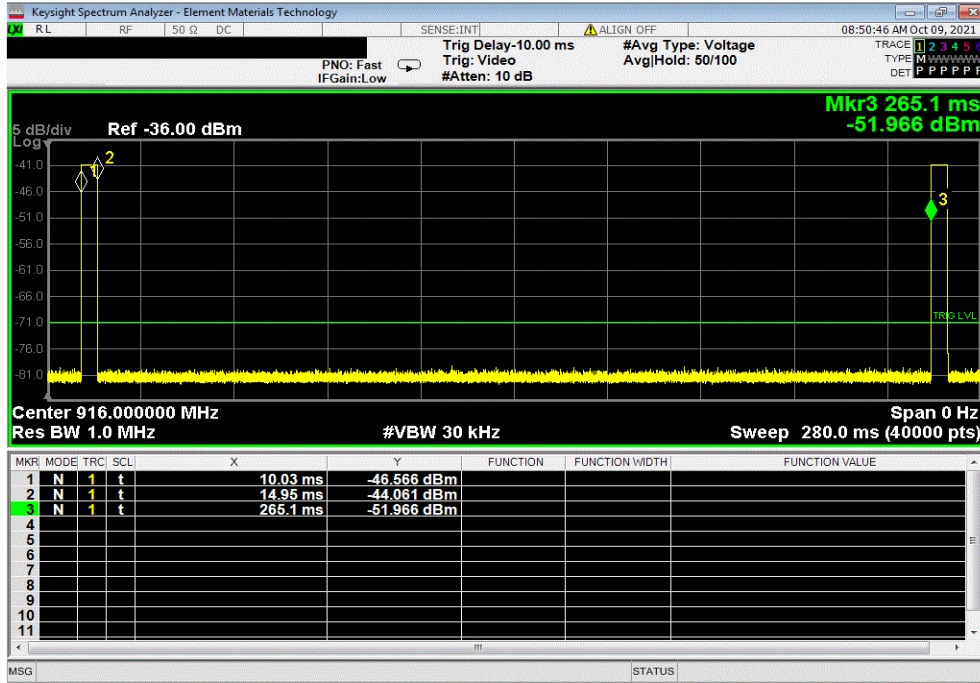 Keysight Spectrum Analyzer - Element Materials Technology
LXI RL RF 50 Ω DC SENSE:INT ALIGN OFF 08:50:46 AM Oct 09, 2021
Trig Delay-10.00 ms #Avg Type: Voltage TRACE 1 2 3 4 5 6
PNO: Fast Trig: Video Avg|Hold: 50/100 TYPE M W W W W W
IFGain:Low #Atten: 10 dB DET P P P P P P
Mkr3 265.1 ms
-51.966 dBm
5 dB/div Ref -36.00 dBm
Log
1 2
-41.0
-46.0
3
-51.0
-56.0
-61.0
-66.0
-71.0 TRIG LVL
-76.0
-81.0
Center 916.000000 MHz Span 0 Hz
Res BW 1.0 MHz #VBW 30 kHz Sweep 280.0 ms (40000 pts)
MKR MODE TRC SCL X Y FUNCTION FUNCTION WIDTH FUNCTION VALUE
1 N 1 t 10.03 ms -46.566 dBm
2 N 1 t 14.95 ms -44.061 dBm
3 N 1 t 265.1 ms -51.966 dBm
4
5
6
7
8
9
10
11
MSG STATUS